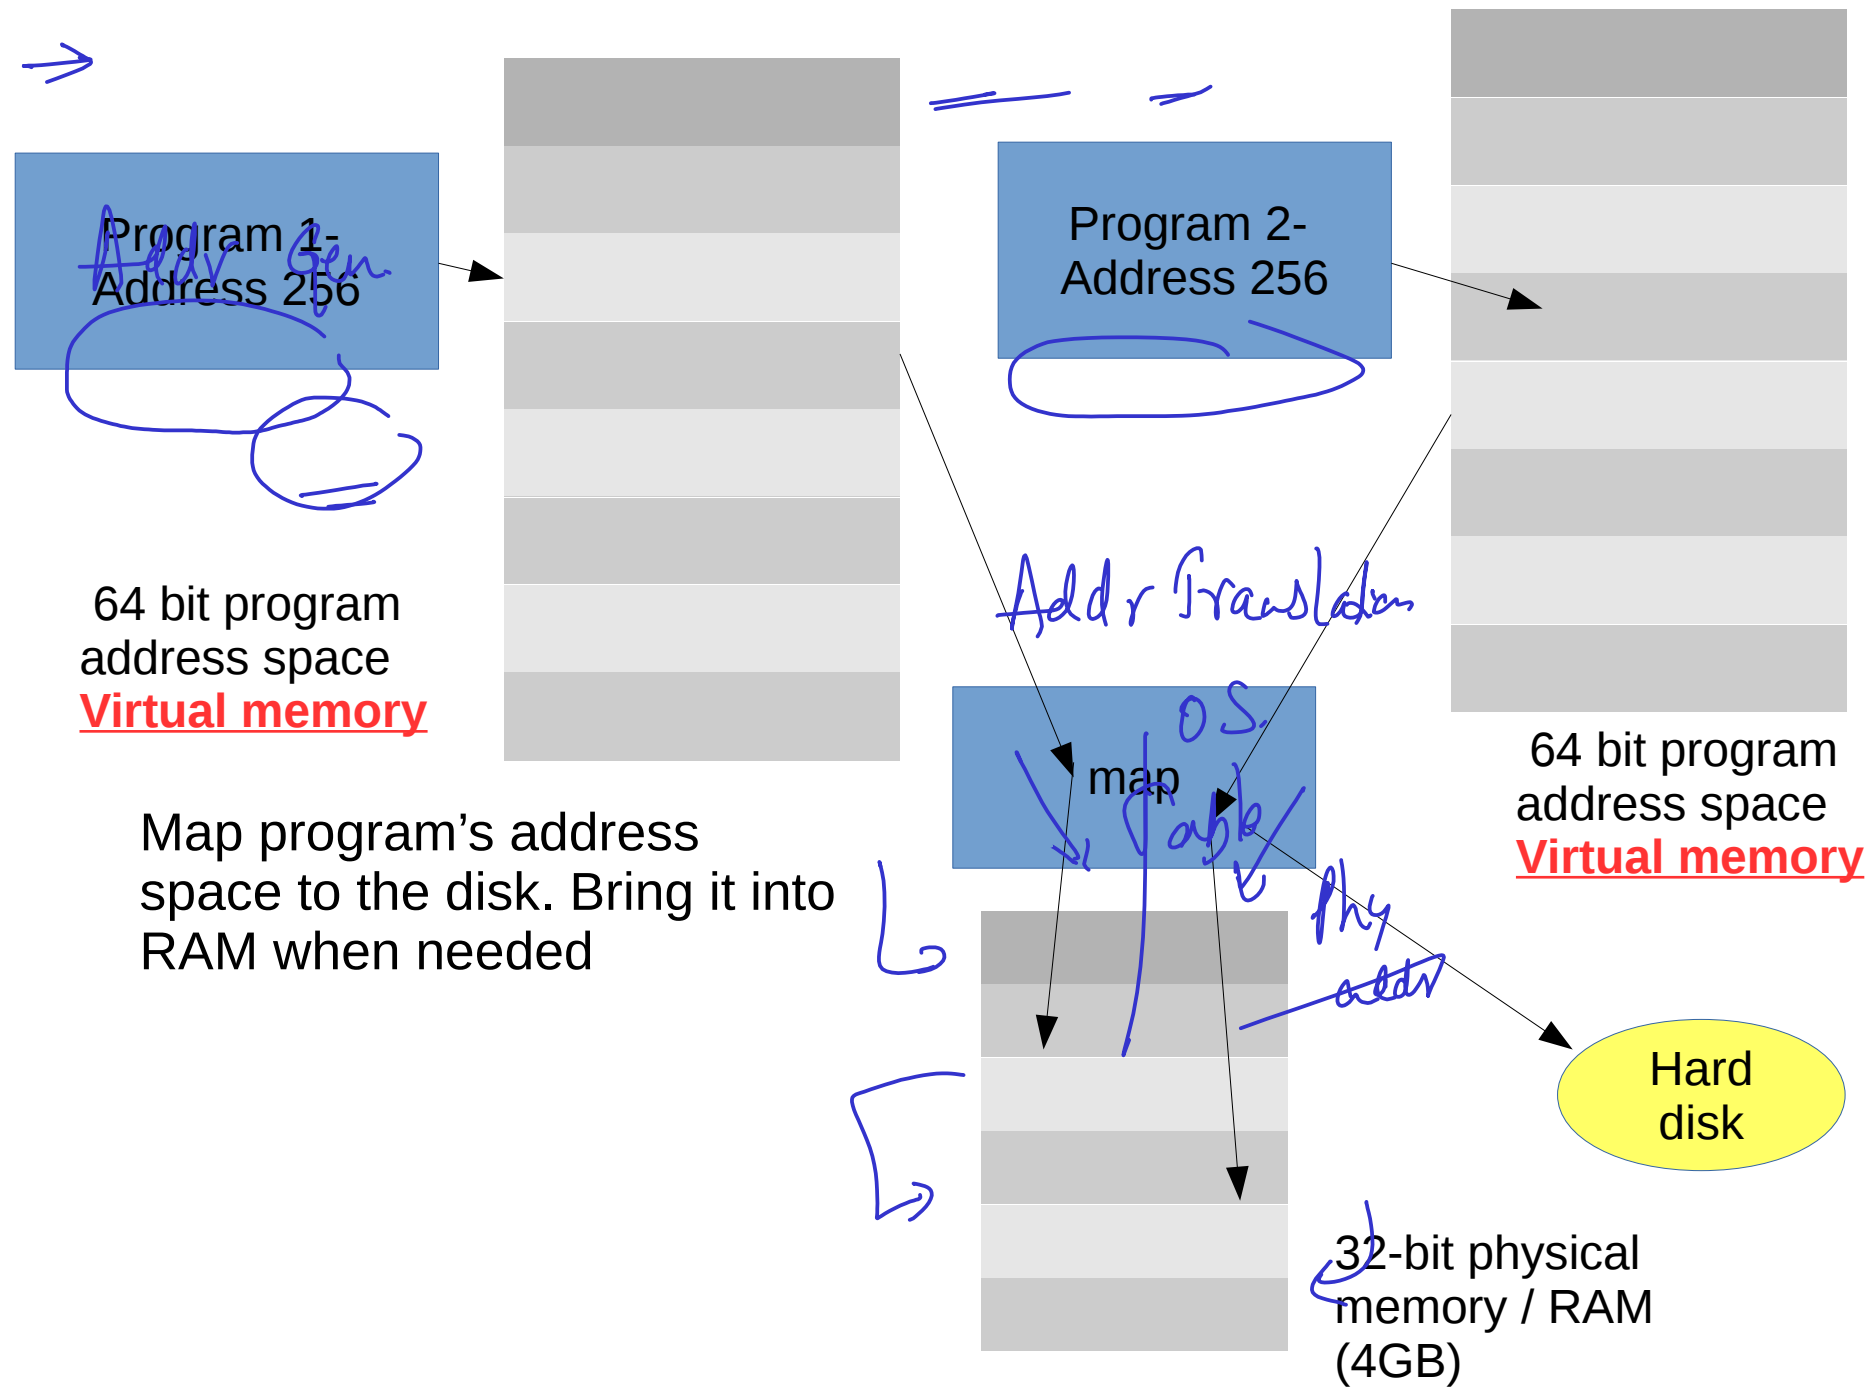 Program 1-
Address 256
Addr Gen
Program 2-
Address 256
64 bit program
address space
Virtual memory
Addr Translation
OS.
map
Table
64 bit program
address space
Virtual memory
Map program’s address
space to the disk. Bring it into
RAM when needed
Phy
addr
Hard
disk
32-bit physical
memory / RAM
(4GB)